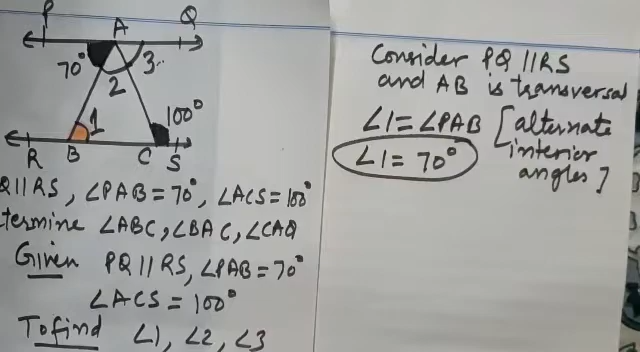 P A Q
70° 3
2
1 100°
R B C S
Q || RS, ∠PAB = 70°, ∠ACS = 100°
termine ∠ABC, ∠BAC, ∠CAQ
Given PQ || RS, ∠PAB = 70°
∠ACS = 100°
To find ∠1, ∠2, ∠3
Consider PQ || RS
and AB is transversal
∠1 = ∠PAB [alternate
interior
angles]
∠1 = 70°